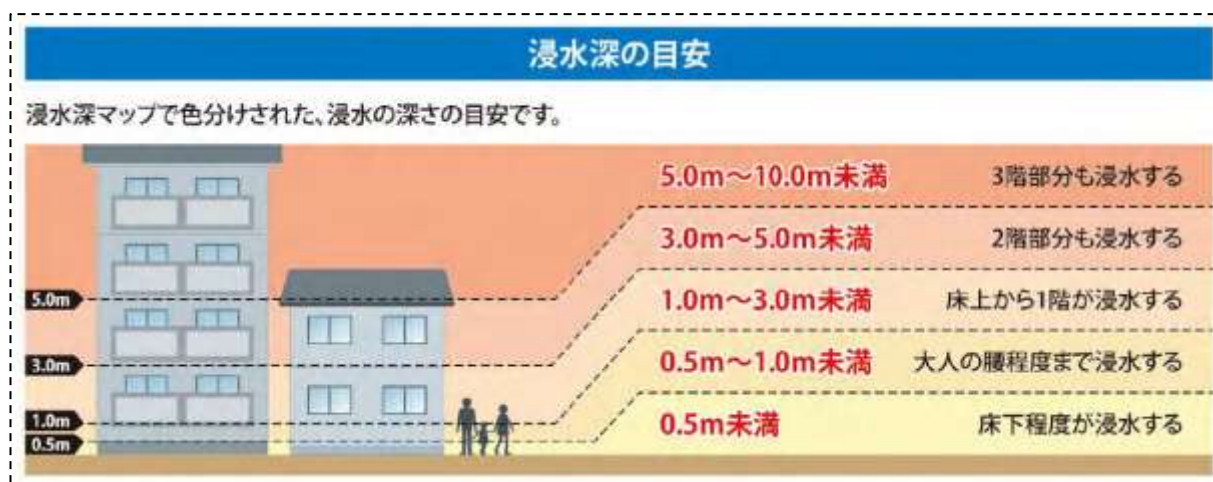 浸水深の目安
浸水深マップで色分けされた、浸水の深さの目安です。
5.0m～10.0m未満 3階部分も浸水する
3.0m～5.0m未満 2階部分も浸水する
5.0m
1.0m～3.0m未満 床上から1階が浸水する
3.0m
0.5m～1.0m未満 大人の腰程度まで浸水する
1.0m
0.5m未満 床下程度が浸水する
0.5m